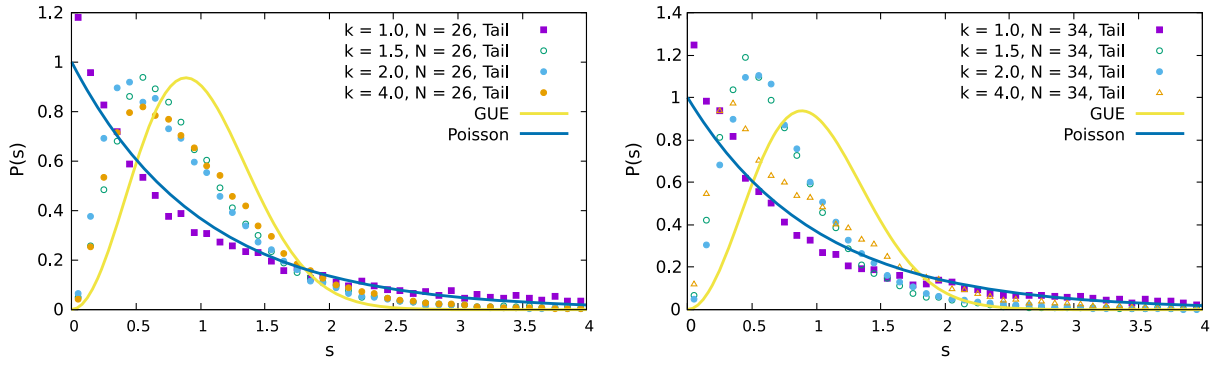 1.2
1
0.8
0.6
0.4
0.2
0
P(s)
0 0.5 1 1.5 2 2.5 3 3.5 4
s
k = 1.0, N = 26, Tail
k = 1.5, N = 26, Tail
k = 2.0, N = 26, Tail
k = 4.0, N = 26, Tail
GUE
Poisson
1.4
1.2
1
0.8
0.6
0.4
0.2
0
P(s)
0 0.5 1 1.5 2 2.5 3 3.5 4
s
k = 1.0, N = 34, Tail
k = 1.5, N = 34, Tail
k = 2.0, N = 34, Tail
k = 4.0, N = 34, Tail
GUE
Poisson